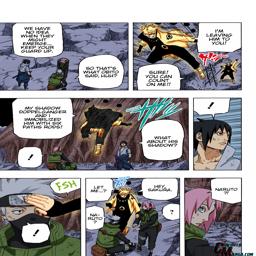 WE HAVE
NO IDEA
WHEN THEY
MIGHT
EMERGE...
KEEP YOUR
GUARD UP.
SO THAT'S
WHAT OBITO
SAID, HUH?
SURE!
YOU CAN
COUNT
ON ME!!
I'M
LEAVING
HIM TO
YOU!
MY SHADOW
DOPPELGANGER
AND I
IMMOBILIZED
HIM WITH
SIX
PATHS RODS!
WHAT
ABOUT HIS
SHADOW?
!
!
FSH
LET
ME...?
NA-
RUTO
?
HEY,
SAKURA.
?
NARUTO
??